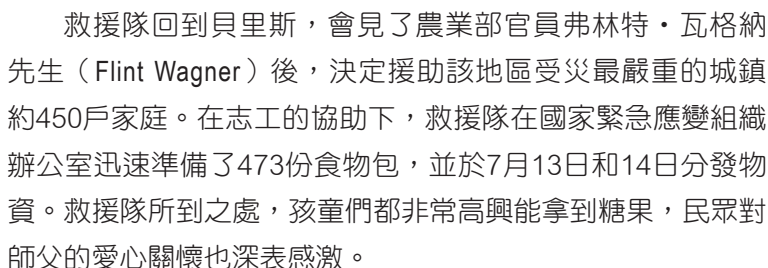 救援隊回到貝里斯，會見了農業部官員弗林特・瓦格納
先生（Flint Wagner）後，決定援助該地區受災最嚴重的城鎮
約450戶家庭。在志工的協助下，救援隊在國家緊急應變組織
辦公室迅速準備了473份食物包，並於7月13日和14日分發物
資。救援隊所到之處，孩童們都非常高興能拿到糖果，民眾對
師父的愛心關懷也深表感激。